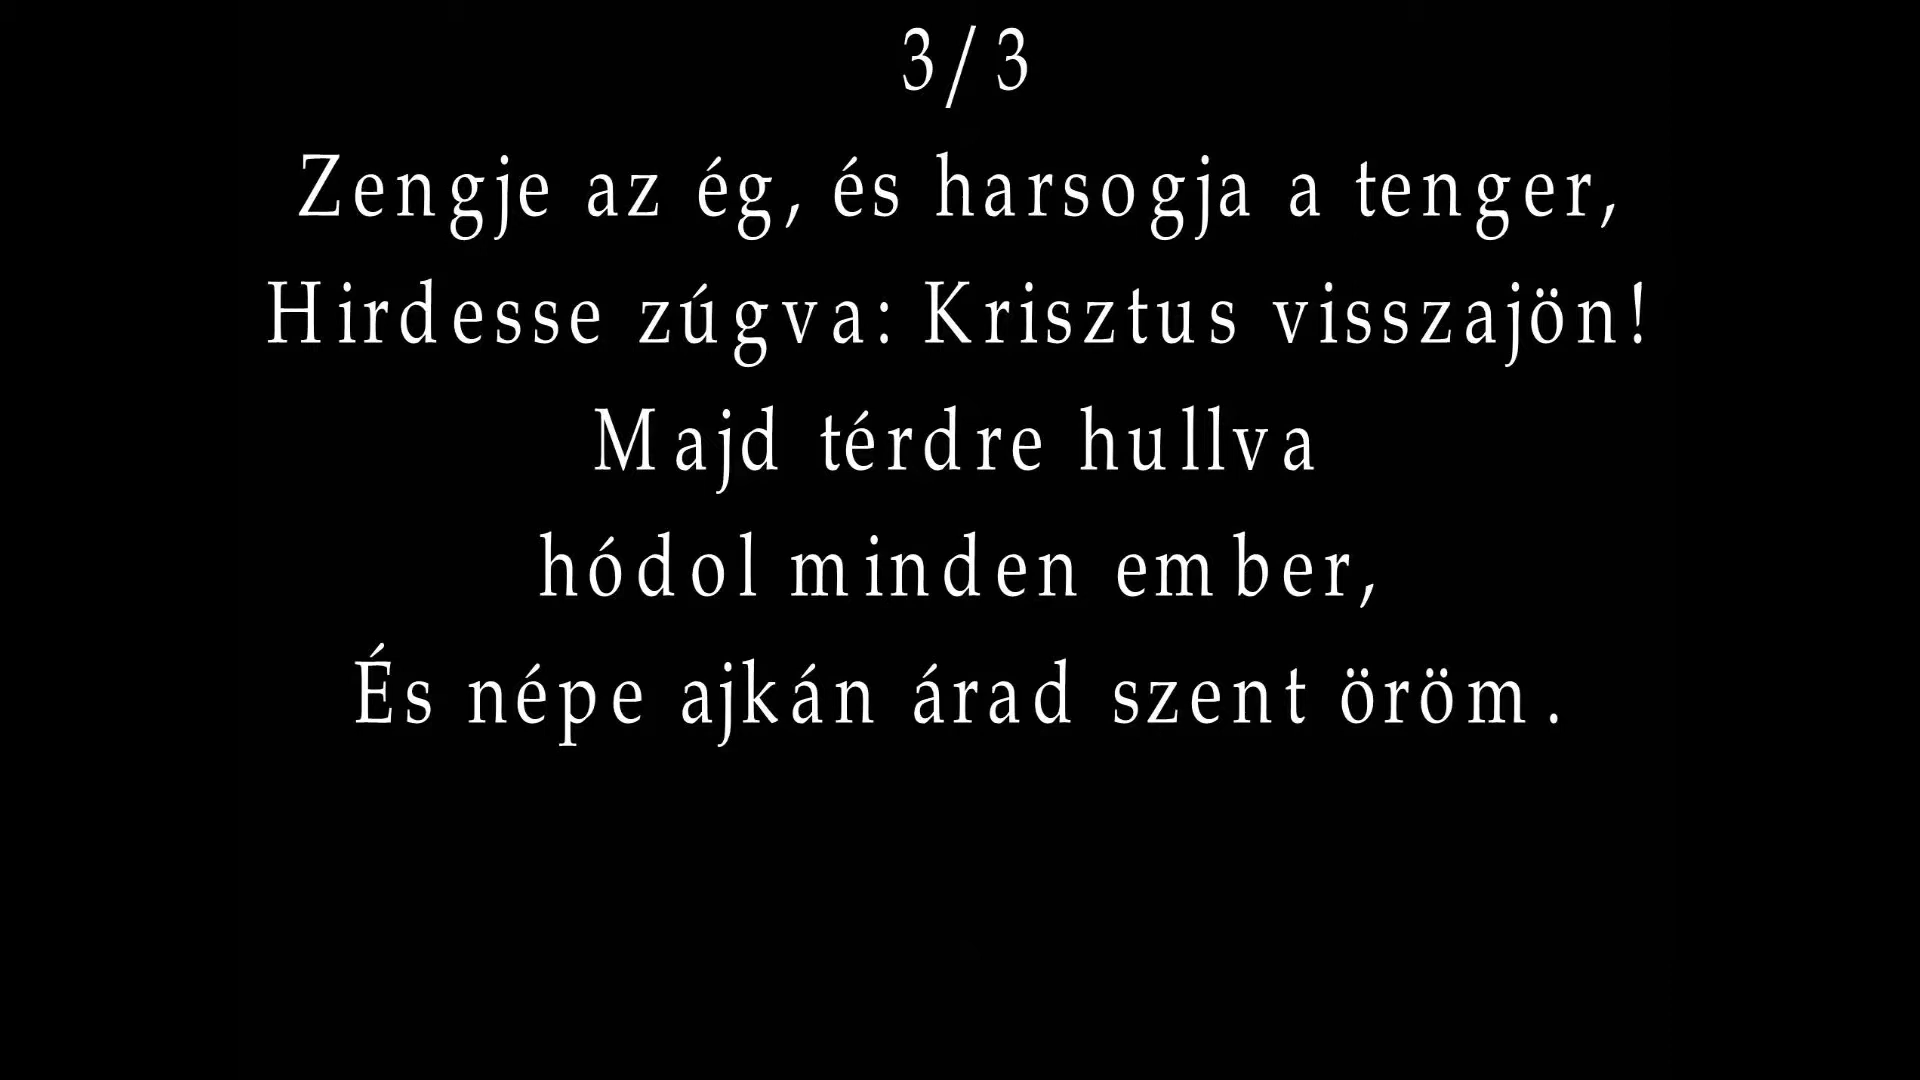 3/3
Zengje az ég, és harsogja a tenger,
Hirdesse zúgva: Krisztus visszajön!
Majd térdre hullva
hódol minden ember,
És népe ajkán árad szent öröm.